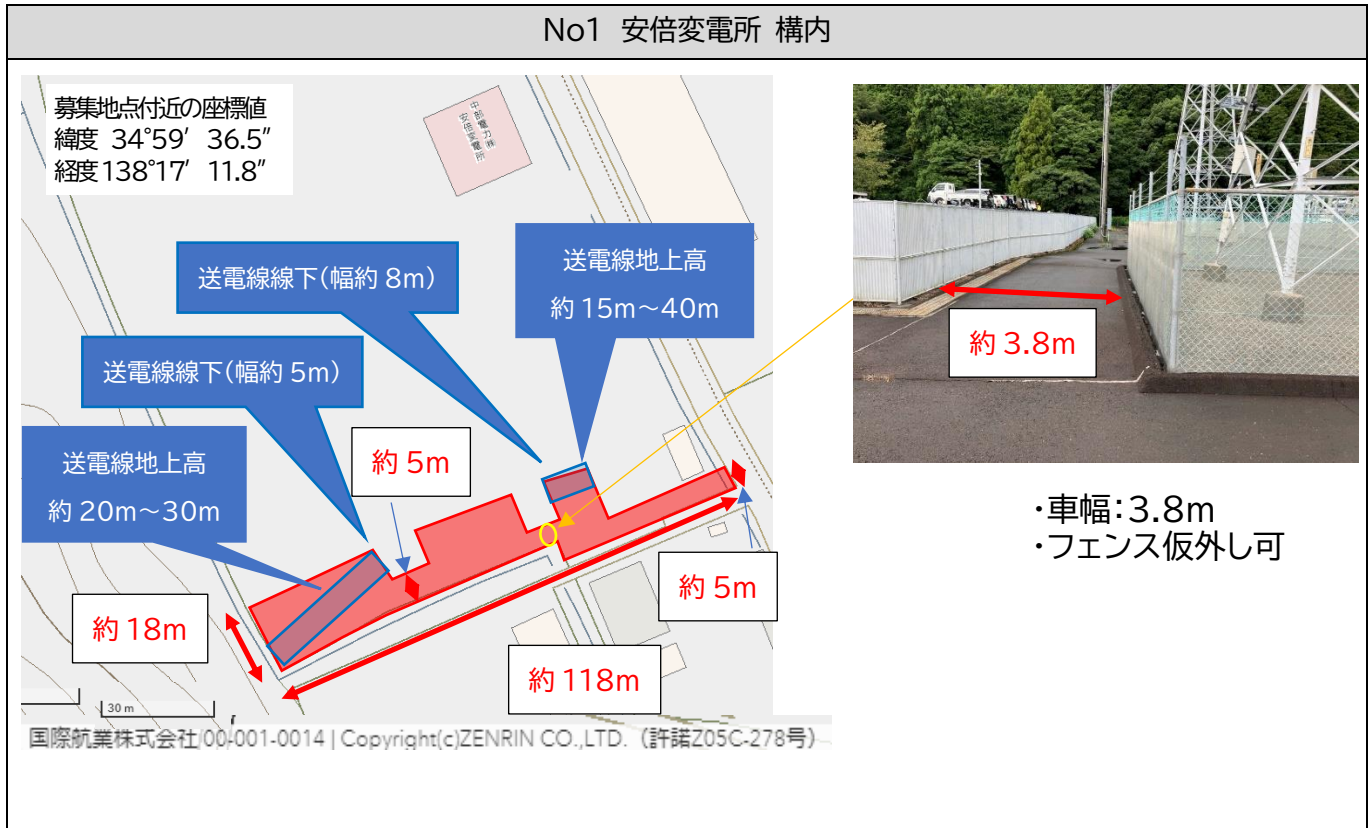 No1 安倍変電所 構内
募集地点付近の座標値
緯度 34°59′ 36.5″
経度 138°17′ 11.8″
中部電力㈱
安倍変電所
送電線線下(幅約 8m)
送電線地上高
約 15m～40m
送電線線下(幅約 5m)
送電線地上高
約 20m～30m
約 5m
約 3.8m
・車幅：3.8m
・フェンス仮外し可
約 5m
約 18m
約 118m
30 m
国際航業株式会社/00-001-0014 | Copyright(c)ZENRIN CO.,LTD.（許諾Z05C-278号）